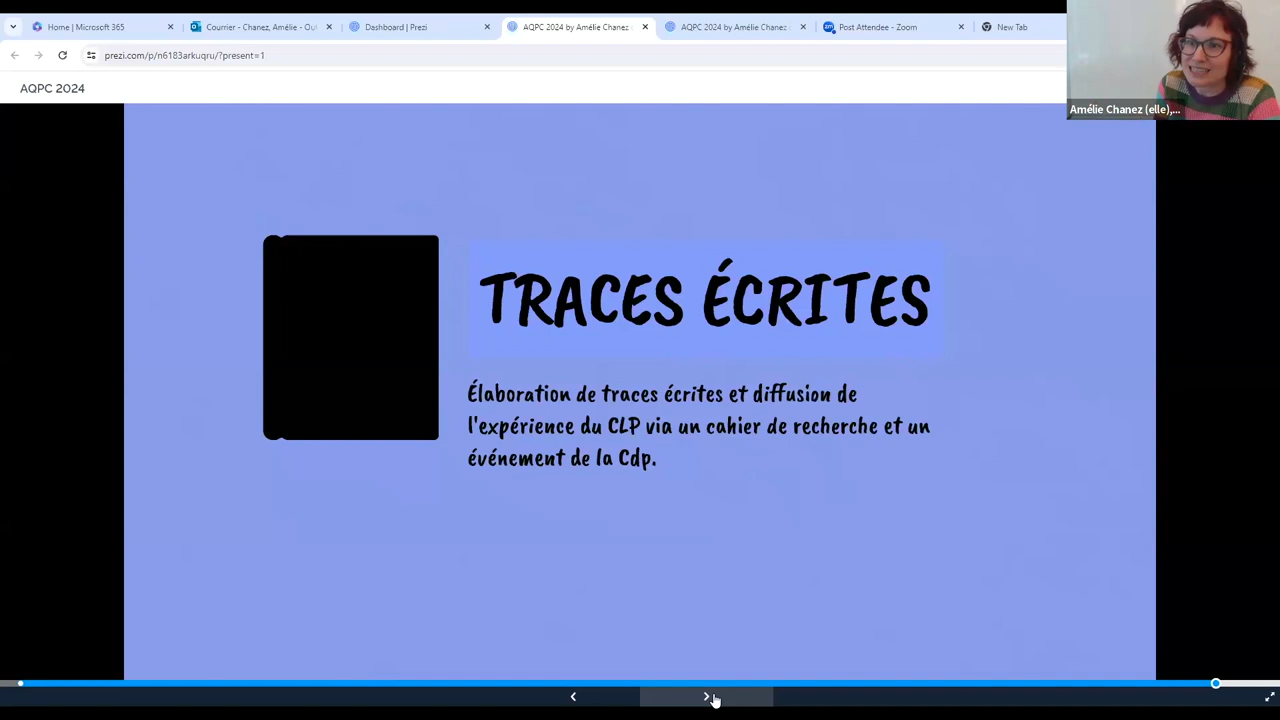 Home | Microsoft 365
Courrier - Chanez, Amélie - Out
Dashboard | Prezi
AQPC 2024 by Amélie Chanez
AQPC 2024 by Amélie Chanez
Post Attendee - Zoom
New Tab
prezi.com/p/n6183arkuqru/?present=1
AQPC 2024
Amélie Chanez (elle),...
TRACES ÉCRITES
Élaboration de traces écrites et diffusion de
l'expérience du CLP via un cahier de recherche et un
événement de la Cdp.